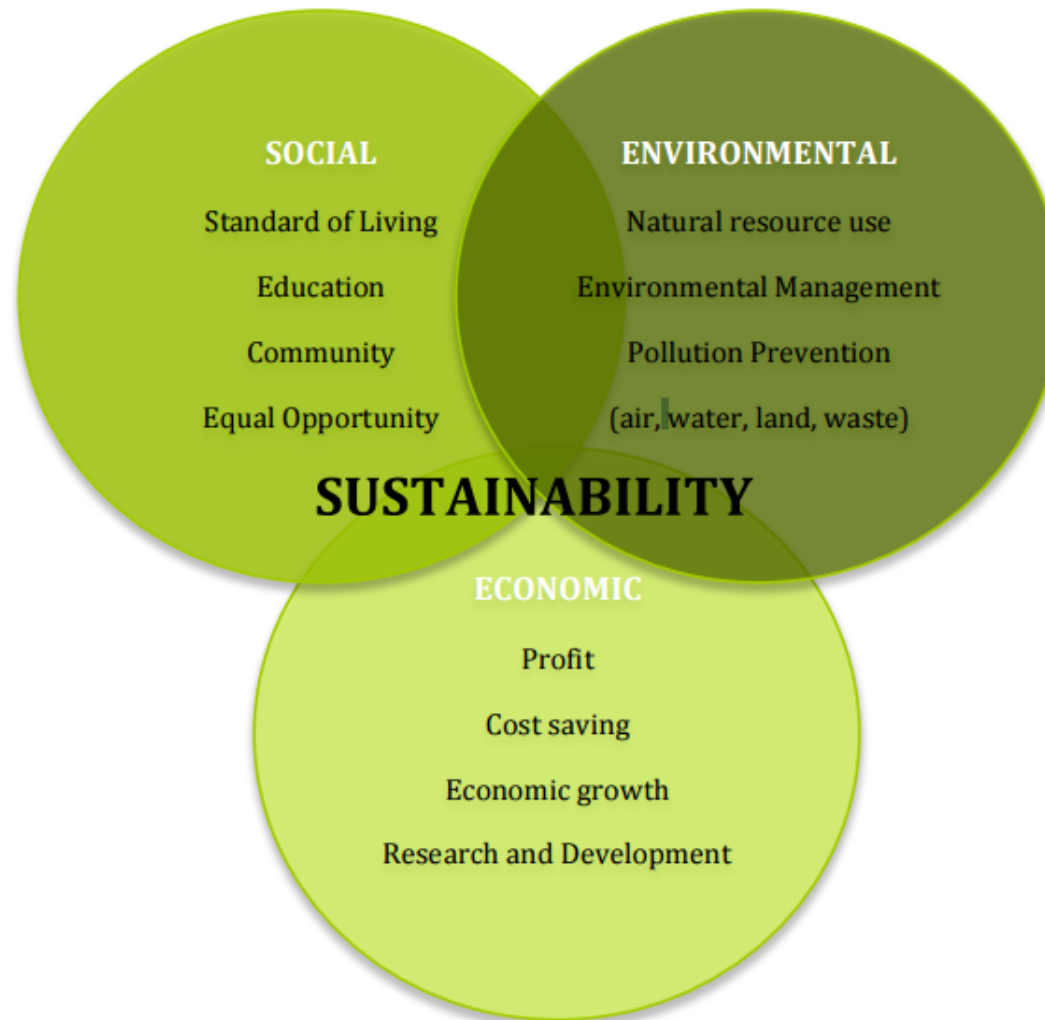 SOCIAL
Standard of Living
Education
Community
Equal Opportunity
ENVIRONMENTAL
Natural resource use
Environmental Management
Pollution Prevention
(air, water, land, waste)
SUSTAINABILITY
ECONOMIC
Profit
Cost saving
Economic growth
Research and Development